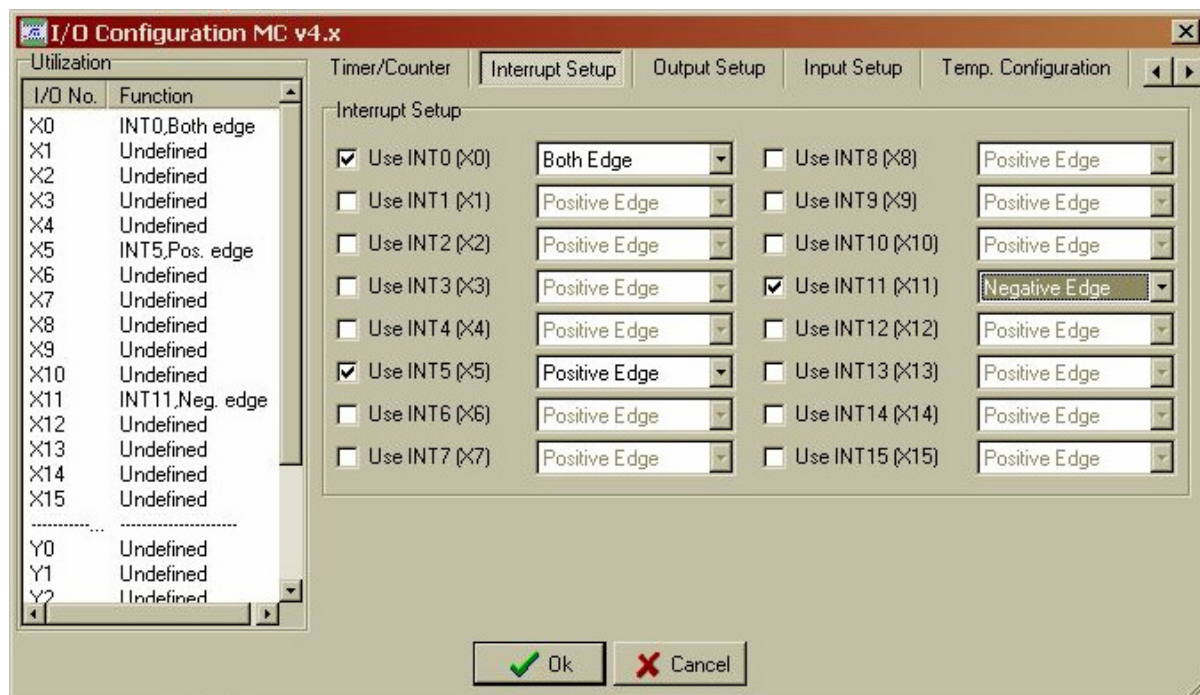 I/O Configuration MC v4.x
Utilization
I/O No. Function
X0 INT0,Both edge
X1 Undefined
X2 Undefined
X3 Undefined
X4 Undefined
X5 INT5,Pos. edge
X6 Undefined
X7 Undefined
X8 Undefined
X9 Undefined
X10 Undefined
X11 INT11,Neg. edge
X12 Undefined
X13 Undefined
X14 Undefined
X15 Undefined
-----------... ----------------------
Y0 Undefined
Y1 Undefined
Y2 Undefined
Timer/Counter Interrupt Setup Output Setup Input Setup Temp. Configuration
Interrupt Setup
Use INT0 (X0) Both Edge Use INT8 (X8) Positive Edge
Use INT1 (X1) Positive Edge Use INT9 (X9) Positive Edge
Use INT2 (X2) Positive Edge Use INT10 (X10) Positive Edge
Use INT3 (X3) Positive Edge Use INT11 (X11) Negative Edge
Use INT4 (X4) Positive Edge Use INT12 (X12) Positive Edge
Use INT5 (X5) Positive Edge Use INT13 (X13) Positive Edge
Use INT6 (X6) Positive Edge Use INT14 (X14) Positive Edge
Use INT7 (X7) Positive Edge Use INT15 (X15) Positive Edge
Ok Cancel